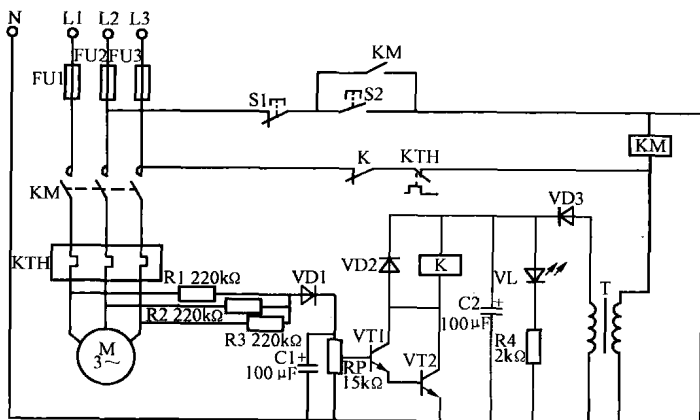 N L1 L2 L3
FU2 FU3
FU1
KM
S1 S2
KM
K KTH
KM
VD3
KTH
R1 220kΩ VD1
VD2 K
VL
R2 220kΩ
C2 + T
100μF
R3 220kΩ
VT1
R4
2kΩ
M
3~
C1 +
100μF
RP
15kΩ
VT2